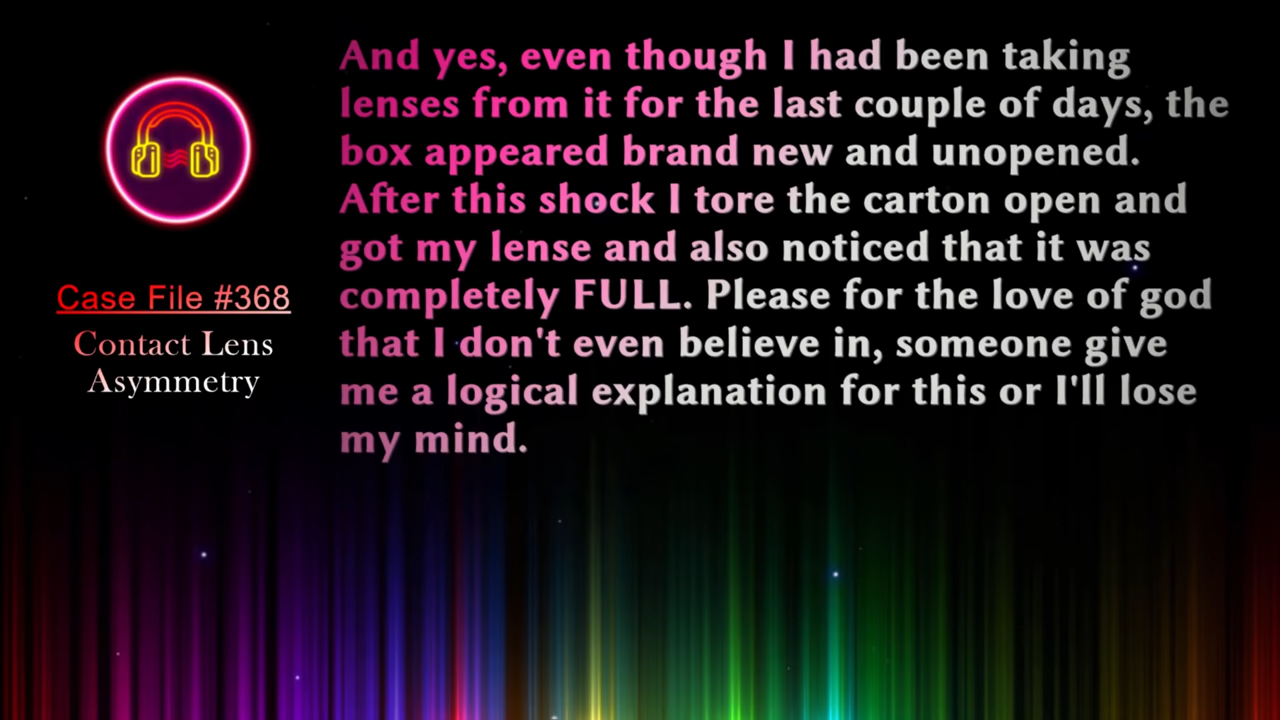 Case File #368
Contact Lens
Asymmetry
And yes, even though I had been taking
lenses from it for the last couple of days, the
box appeared brand new and unopened.
After this shock I tore the carton open and
got my lense and also noticed that it was
completely FULL. Please for the love of god
that I don't even believe in, someone give
me a logical explanation for this or I'll lose
my mind.